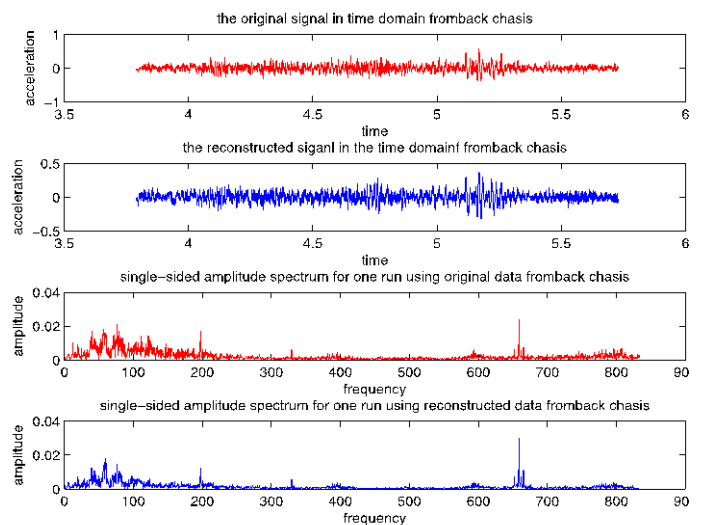 the original signal in time domain fromback chasis
1
0
−1
acceleration
3.5 4 4.5 5 5.5 6
time
the reconstructed siganl in the time domainf fromback chasis
0.5
0
−0.5
acceleration
3.5 4 4.5 5 5.5 6
time
single−sided amplitude spectrum for one run using original data fromback chasis
0.04
0.02
0
amplitude
0 100 200 300 400 500 600 700 800 90
frequency
single−sided amplitude spectrum for one run using reconstructed data fromback chasis
0.04
0.02
0
amplitude
0 100 200 300 400 500 600 700 800 90
frequency